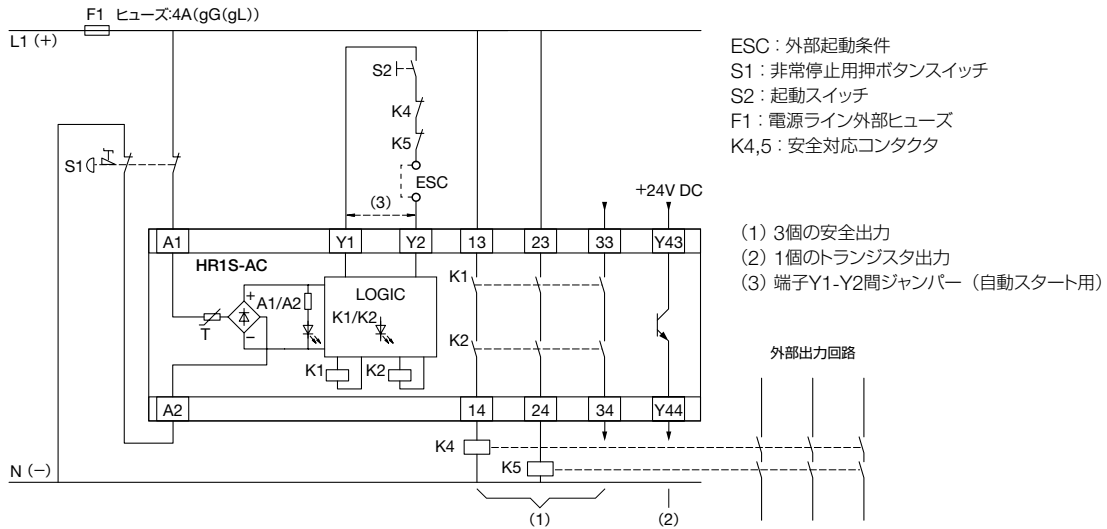 F1 ヒューズ:4A(gG(gL))
L1 (+)
S2
K4
K5
ESC
(3)
S1
+24V DC
A1 Y1 Y2 13 23 33 Y43
HR1S-AC
+
A1/A2
LOGIC
K1/K2
T
−
K1
K2
K1
K2
A2 14 24 34 Y44
K4
K5
N (−)
(1)
(2)
ESC：外部起動条件
S1：非常停止用押ボタンスイッチ
S2：起動スイッチ
F1：電源ライン外部ヒューズ
K4,5：安全対応コンタクタ
(1) 3個の安全出力
(2) 1個のトランジスタ出力
(3) 端子Y1-Y2間ジャンパー（自動スタート用）
外部出力回路